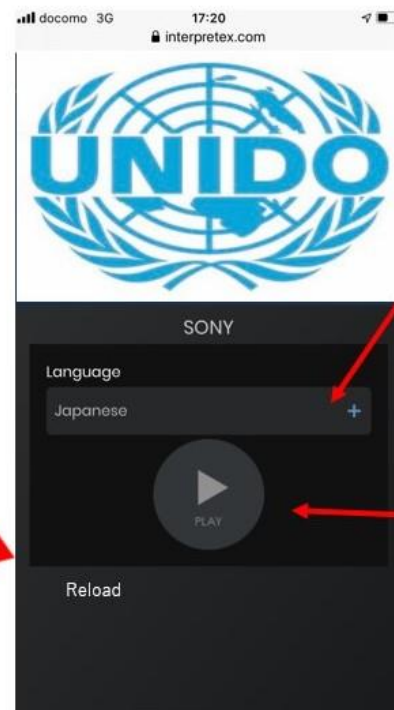 docomo 3G 17:20
interpretex.com
UNIDO
SONY
Language
Japanese +
PLAY
Reload